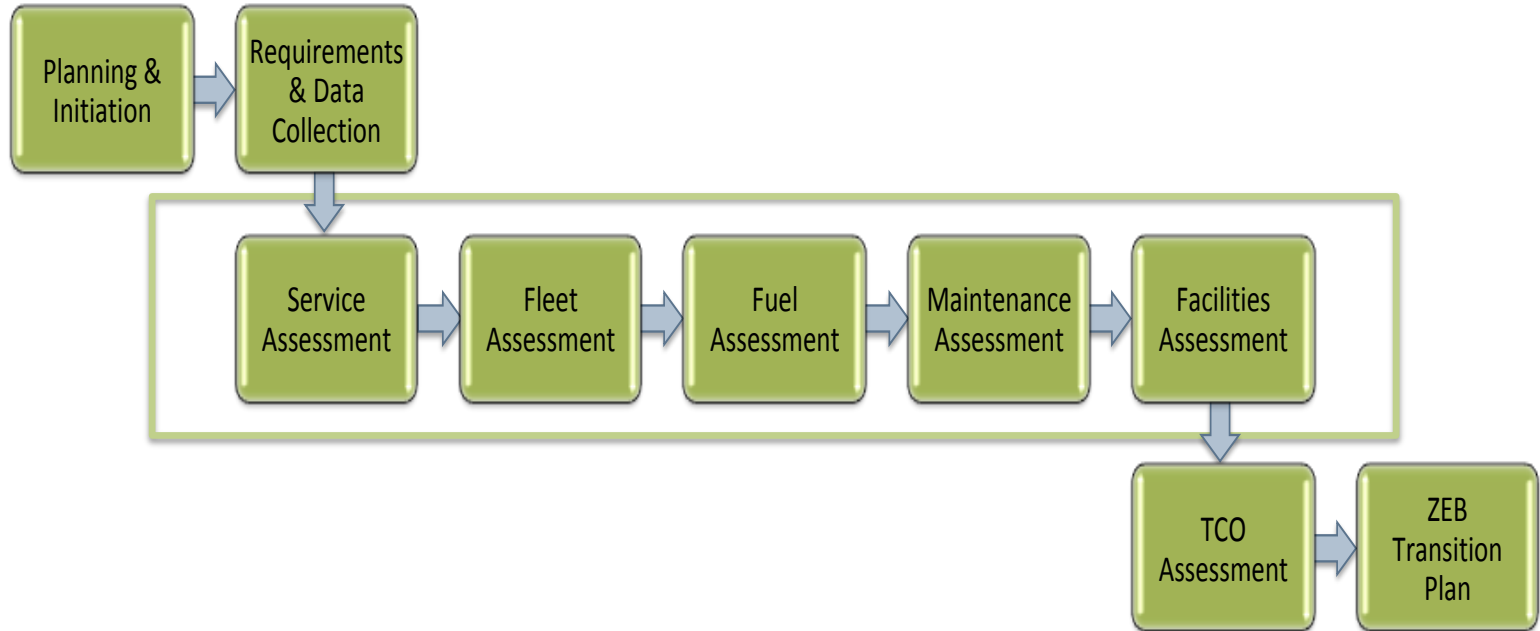 Planning &
Initiation
Requirements
& Data
Collection
Service
Assessment
Fleet
Assessment
Fuel
Assessment
Maintenance
Assessment
Facilities
Assessment
TCO
Assessment
ZEB
Transition
Plan